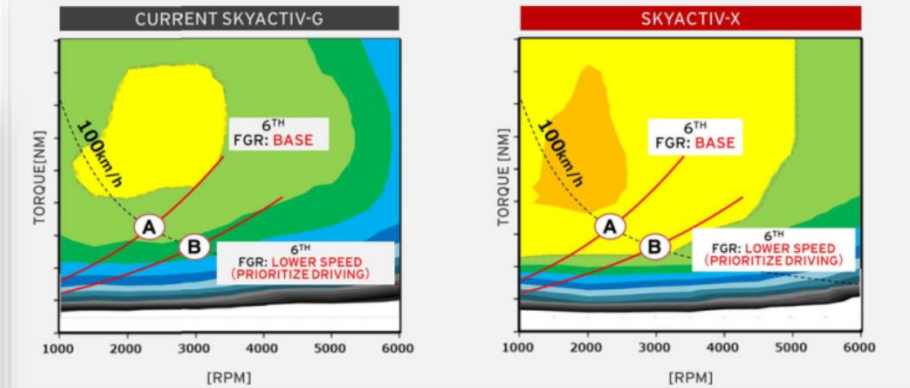 CURRENT SKYACTIV-G
TORQUE[NM]
100km/h
6TH
FGR: BASE
A
B
6TH
FGR: LOWER SPEED
(PRIORITIZE DRIVING)
1000 2000 3000 4000 5000 6000
[RPM]
SKYACTIV-X
TORQUE [NM]
100km/h
6TH
FGR: BASE
A
B
6TH
FGR: LOWER SPEED
(PRIORITIZE DRIVING)
1000 2000 3000 4000 5000 6000
[RPM]